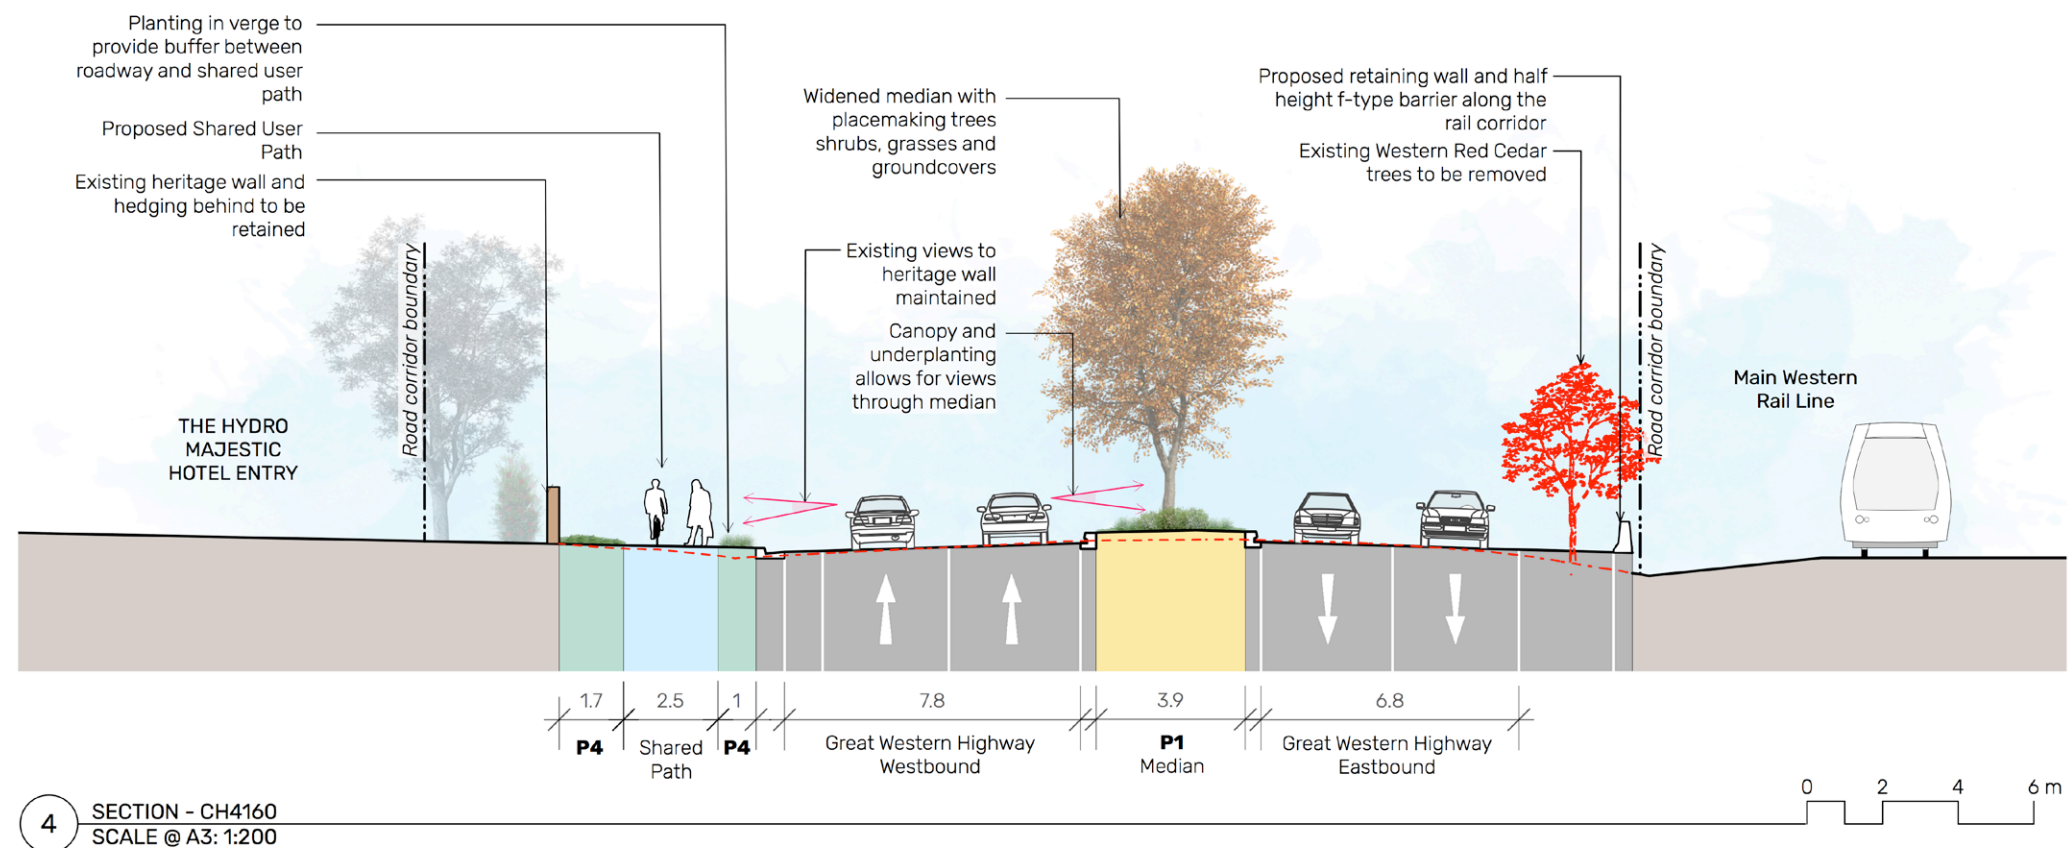 Planting in verge to
provide buffer between
roadway and shared user
path
Proposed Shared User
Path
Existing heritage wall and
hedging behind to be
retained
Widened median with
placemaking trees
shrubs, grasses and
groundcovers
Existing views to
heritage wall
maintained
Canopy and
underplanting
allows for views
through median
Proposed retaining wall and half
height f-type barrier along the
rail corridor
Existing Western Red Cedar
trees to be removed
Road corridor boundary
Road corridor boundary
THE HYDRO
MAJESTIC
HOTEL ENTRY
Main Western
Rail Line
1.7
2.5
1
7.8
3.9
6.8
P4
Shared
Path
P4
Great Western Highway
Westbound
P1
Median
Great Western Highway
Eastbound
4
SECTION - CH4160
SCALE @ A3: 1:200
0 2 4 6 m